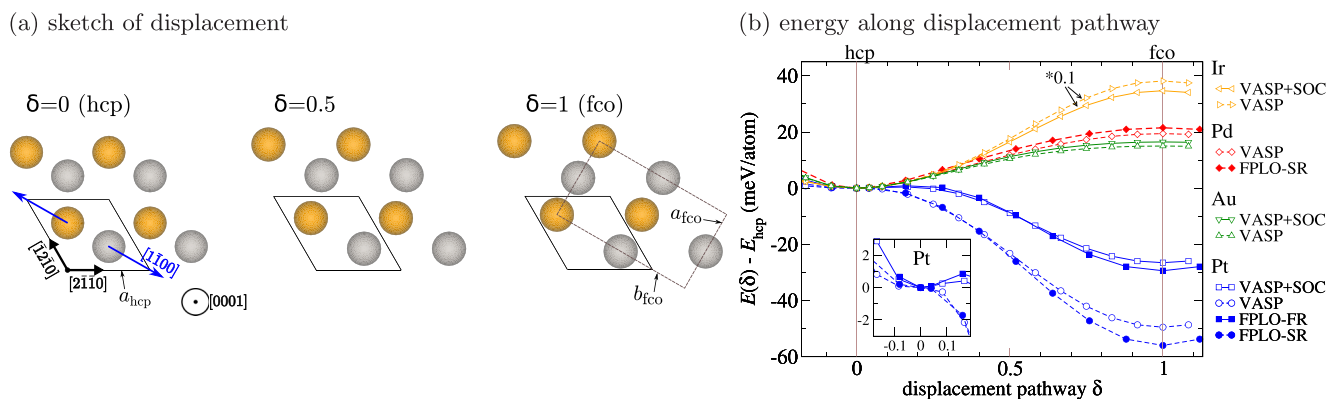 (a) sketch of displacement
δ=0 (hcp)
δ=0.5
δ=1 (fco)
[1̄21̄0]
[21̄1̄0]
[11̄00]
a_hcp
[0001]
a_fco
b_fco
(b) energy along displacement pathway
hcp
fco
*0.1
E(δ) - E_hcp (meV/atom)
40
20
0
-20
-40
-60
Pt
2
0
-2
-0.1
0
0.1
0
0.5
1
displacement pathway δ
Ir
VASP+SOC
VASP
Pd
VASP
FPLO-SR
Au
VASP+SOC
VASP
Pt
VASP+SOC
VASP
FPLO-FR
FPLO-SR